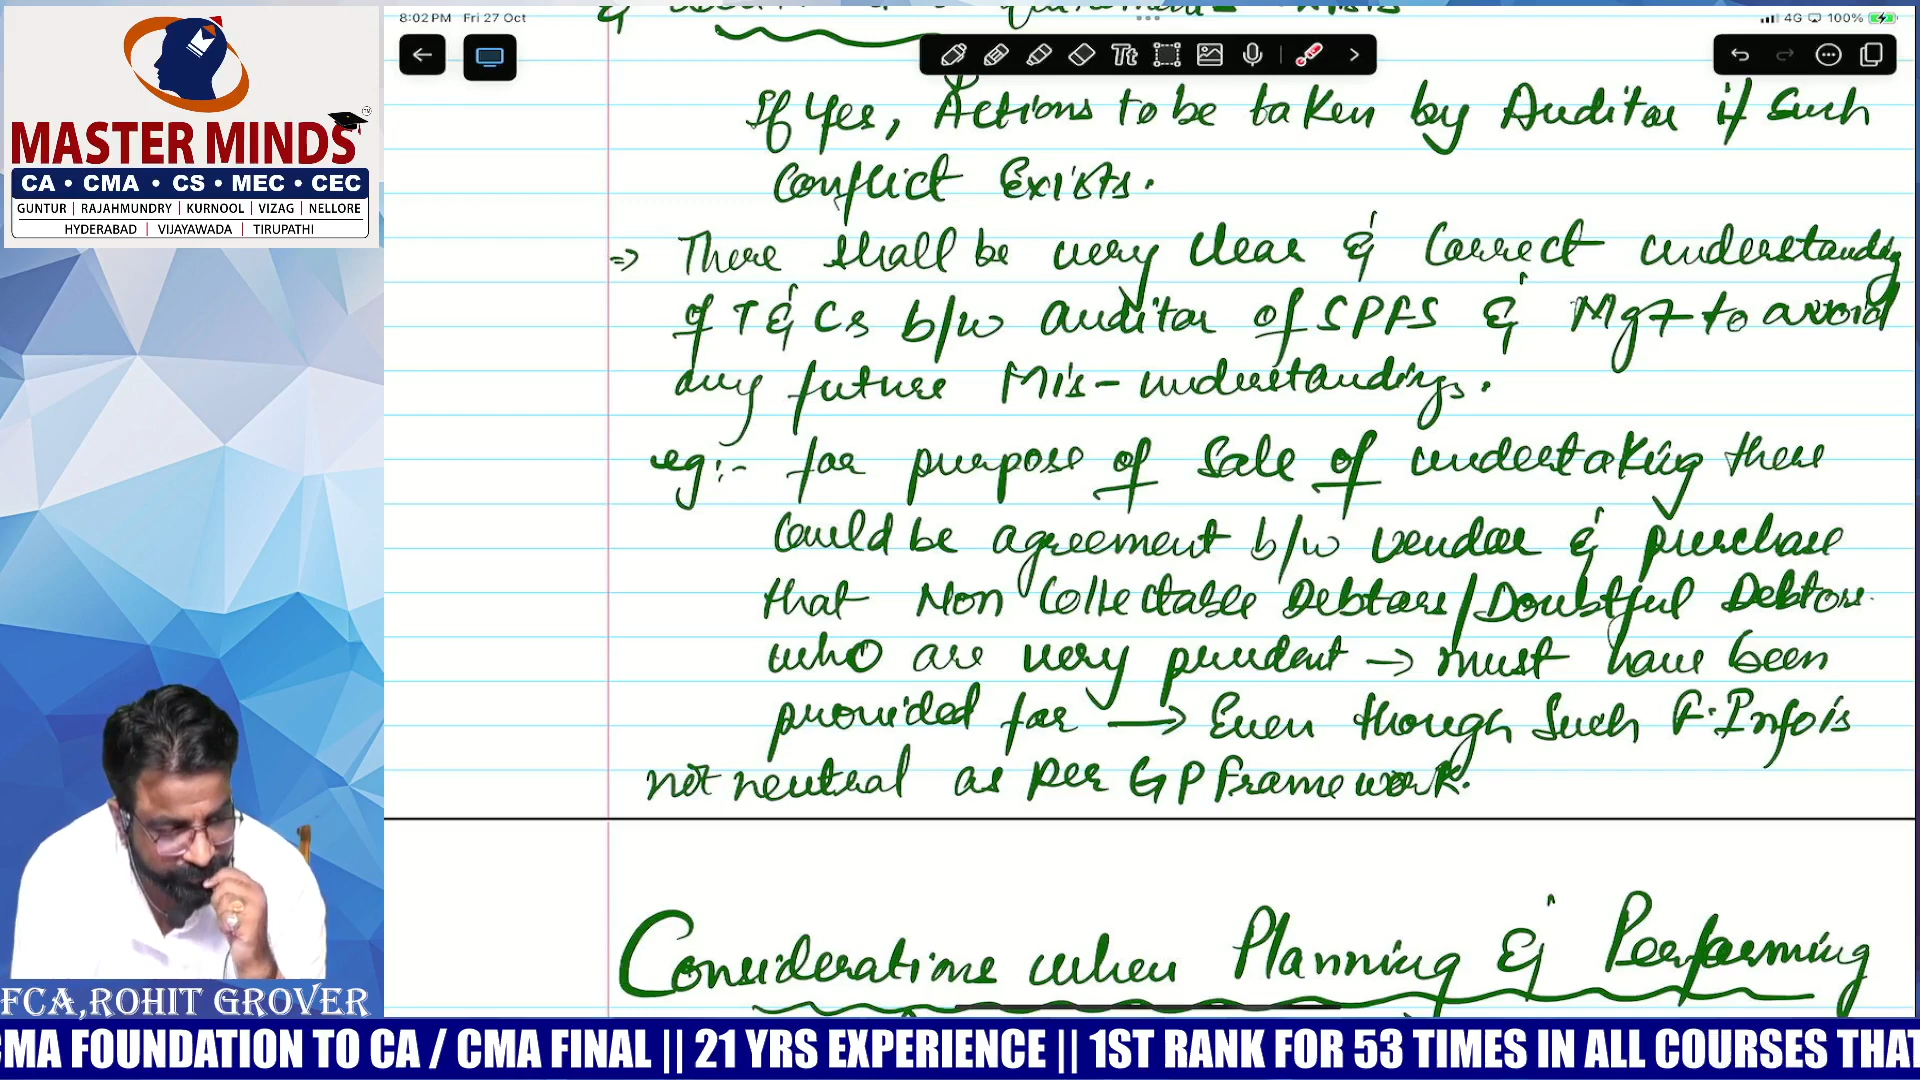 8:02 PM Fri 27 Oct
4G 100%
MASTER MINDS
CA • CMA • CS • MEC • CEC
GUNTUR | RAJAHMUNDRY | KURNOOL | VIZAG | NELLORE
HYDERABAD | VIJAYAWADA | TIRUPATHI
Tt
If Yes, Actions to be taken by Auditor if such
Conflict Exists.
=> There shall be very clear & Correct understanding
of T & Cs b/w auditor of SPFS & Mgt to avoid
any future Mis-understandings.
eg:- for purpose of Sale of undertaking there
could be agreement b/w vendor & purchase
that Non Collectable Debtors/Doubtful Debtors
who are very prudent -> must have been
provided for -> Even though Such F. Info is
not neutral as per GP Framework.
Considerations when Planning & Performing
FCA,ROHIT GROVER
CMA FOUNDATION TO CA / CMA FINAL || 21 YRS EXPERIENCE || 1ST RANK FOR 53 TIMES IN ALL COURSES THAT